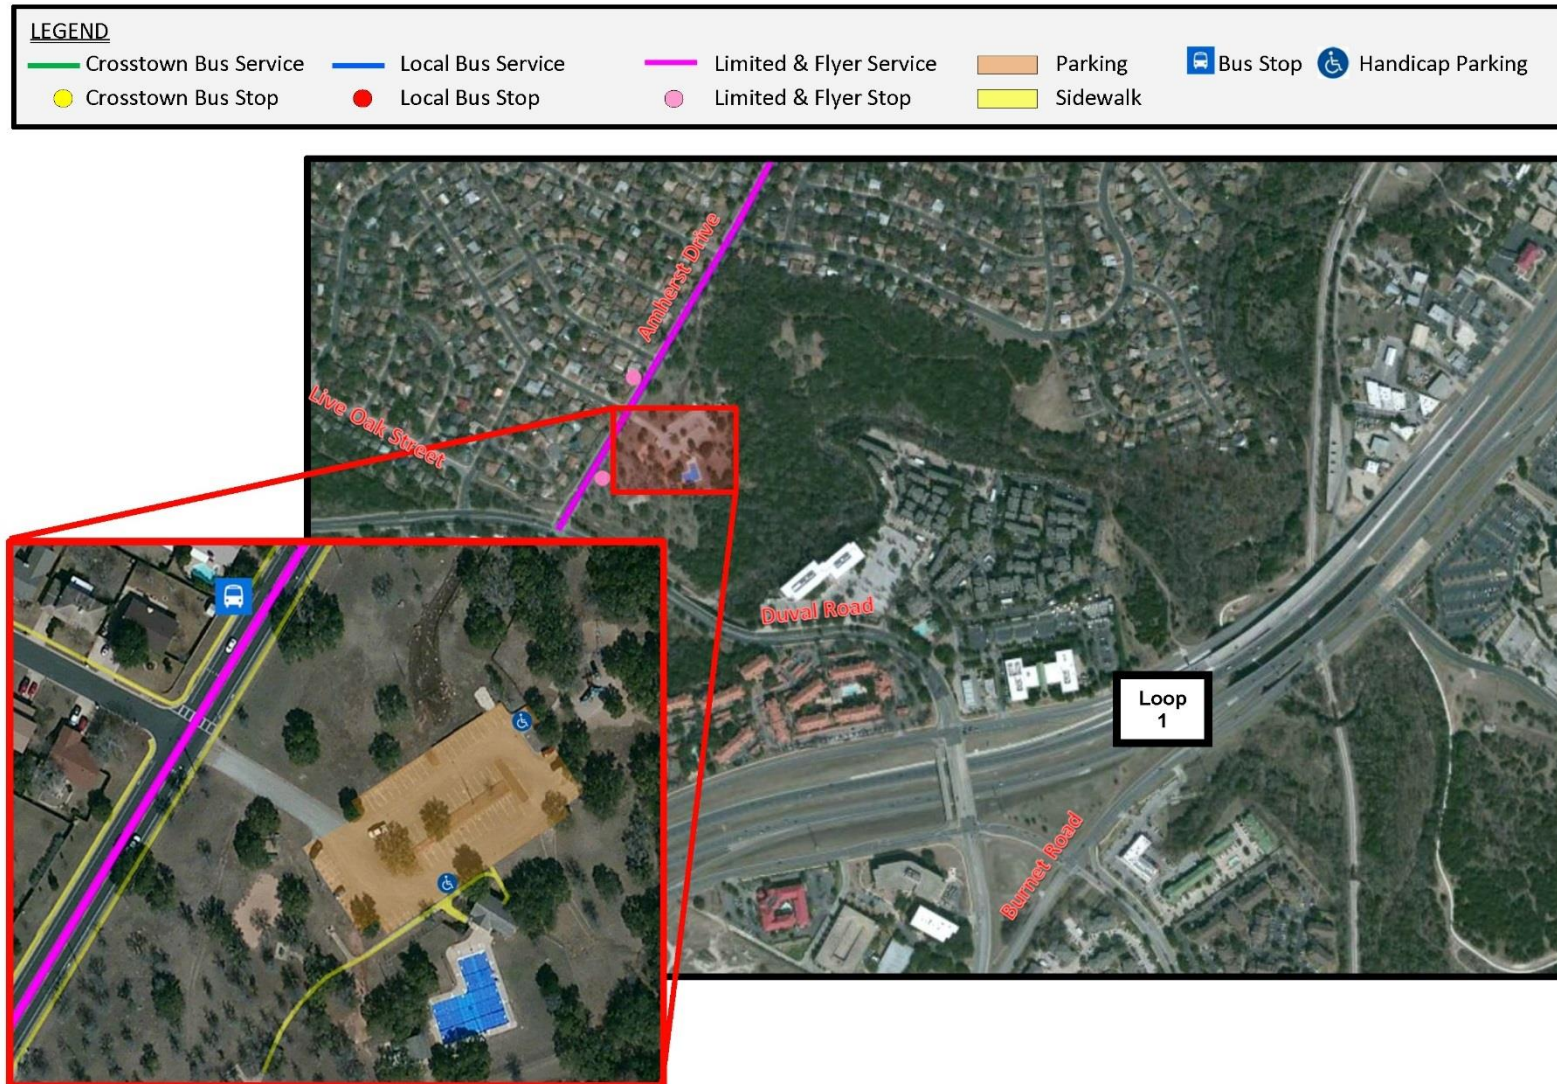 LEGEND
Crosstown Bus Service Local Bus Service Limited & Flyer Service Parking Bus Stop Handicap Parking
Crosstown Bus Stop Local Bus Stop Limited & Flyer Stop Sidewalk
Amherst Drive
Live Oak Street
Duval Road
Loop
1
Burnet Road